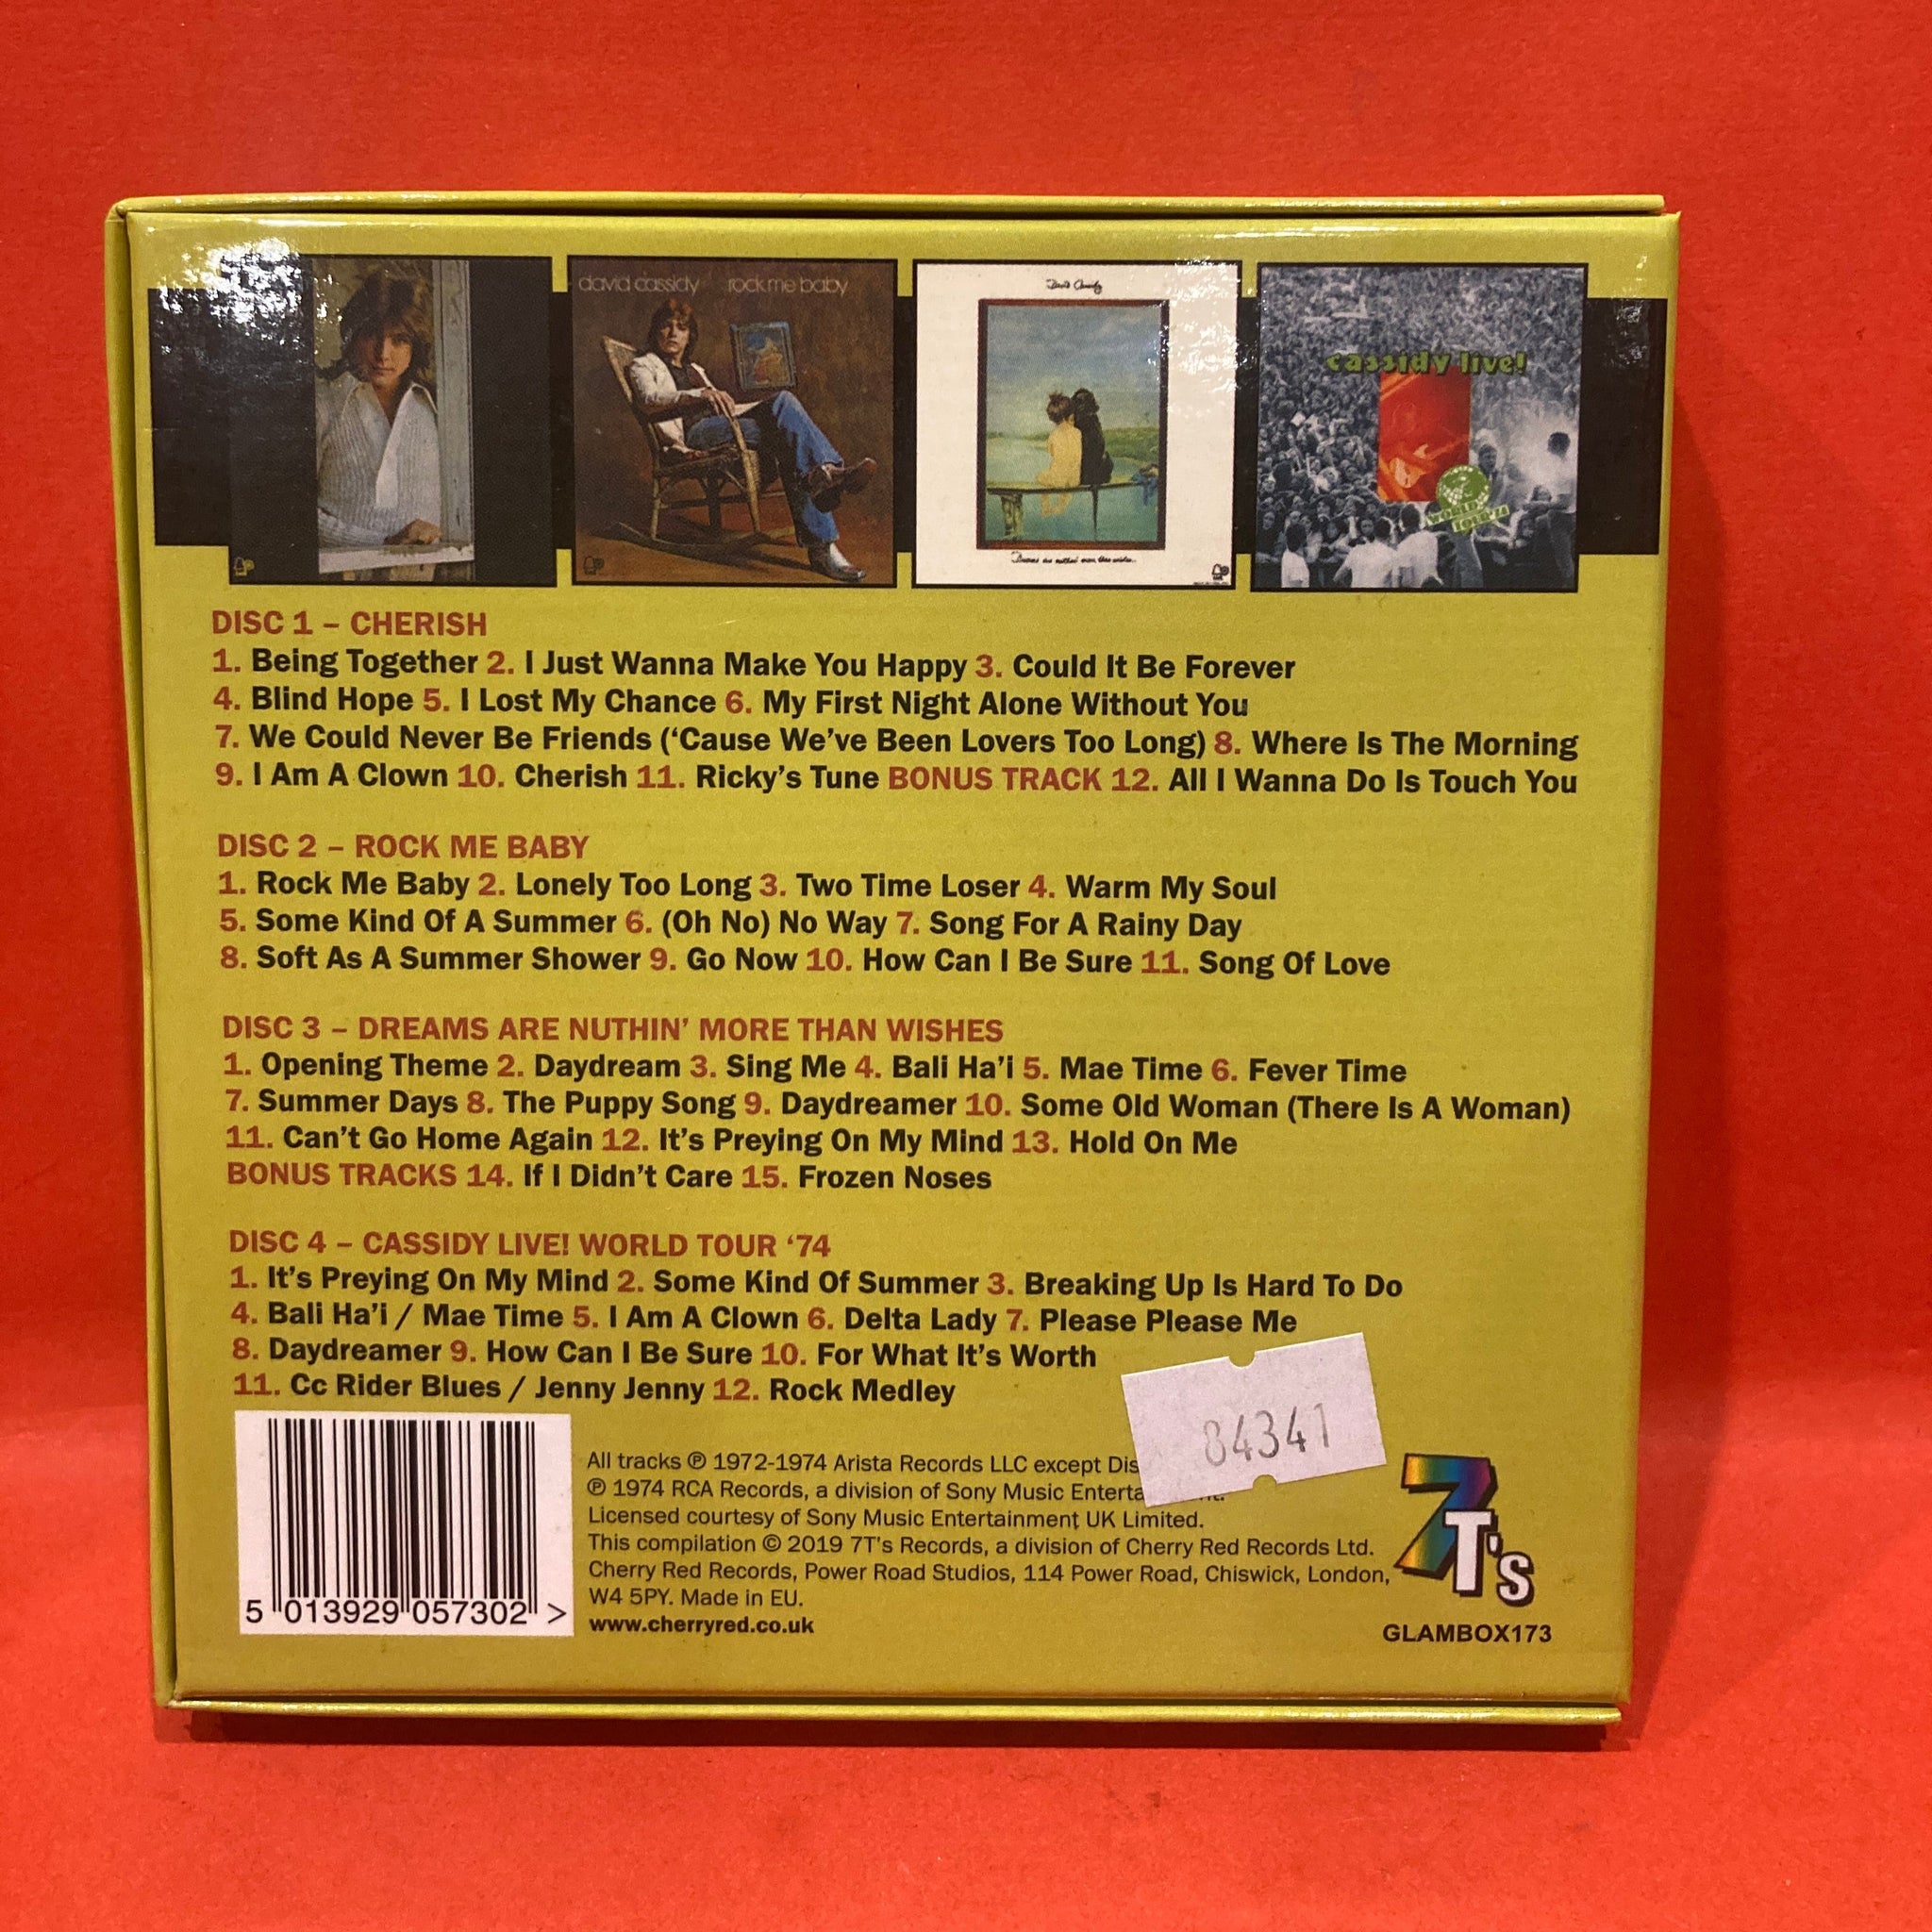 david cassidy rock me baby
David Cassidy
Dreams are nuthin' more than wishes...
cassidy live!
WORLD
TOUR '74
DISC 1 – CHERISH
1. Being Together 2. I Just Wanna Make You Happy 3. Could It Be Forever
4. Blind Hope 5. I Lost My Chance 6. My First Night Alone Without You
7. We Could Never Be Friends (‘Cause We’ve Been Lovers Too Long) 8. Where Is The Morning
9. I Am A Clown 10. Cherish 11. Ricky’s Tune BONUS TRACK 12. All I Wanna Do Is Touch You
DISC 2 – ROCK ME BABY
1. Rock Me Baby 2. Lonely Too Long 3. Two Time Loser 4. Warm My Soul
5. Some Kind Of A Summer 6. (Oh No) No Way 7. Song For A Rainy Day
8. Soft As A Summer Shower 9. Go Now 10. How Can I Be Sure 11. Song Of Love
DISC 3 – DREAMS ARE NUTHIN’ MORE THAN WISHES
1. Opening Theme 2. Daydream 3. Sing Me 4. Bali Ha’i 5. Mae Time 6. Fever Time
7. Summer Days 8. The Puppy Song 9. Daydreamer 10. Some Old Woman (There Is A Woman)
11. Can’t Go Home Again 12. It’s Preying On My Mind 13. Hold On Me
BONUS TRACKS 14. If I Didn’t Care 15. Frozen Noses
DISC 4 – CASSIDY LIVE! WORLD TOUR ‘74
1. It’s Preying On My Mind 2. Some Kind Of Summer 3. Breaking Up Is Hard To Do
4. Bali Ha’i / Mae Time 5. I Am A Clown 6. Delta Lady 7. Please Please Me
8. Daydreamer 9. How Can I Be Sure 10. For What It’s Worth
11. Cc Rider Blues / Jenny Jenny 12. Rock Medley
84341
All tracks ℗ 1972-1974 Arista Records LLC except Dis
℗ 1974 RCA Records, a division of Sony Music Enterta
Licensed courtesy of Sony Music Entertainment UK Limited.
This compilation © 2019 7T's Records, a division of Cherry Red Records Ltd.
Cherry Red Records, Power Road Studios, 114 Power Road, Chiswick, London,
W4 5PY. Made in EU.
www.cherryred.co.uk
5 013929 057302 >
7T's
GLAMBOX173